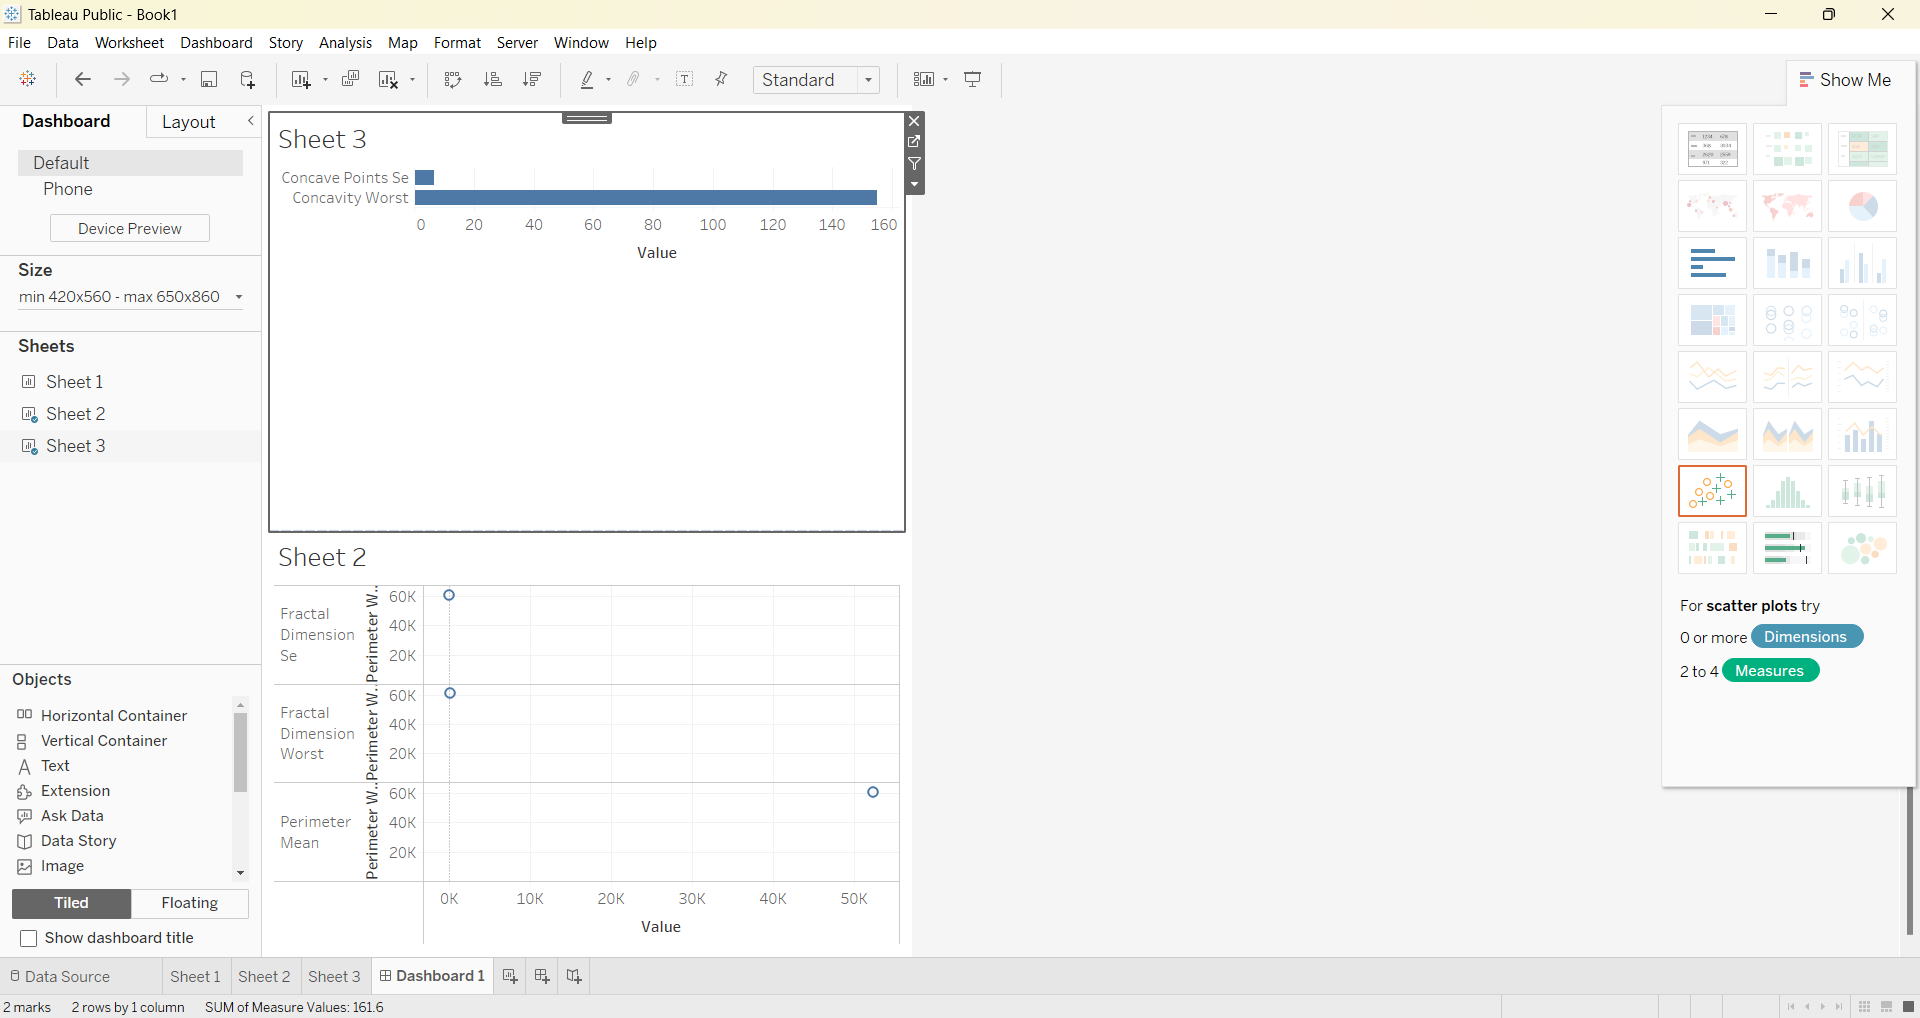 Tableau Public - Book1
File Data Worksheet Dashboard Story Analysis Map Format Server Window Help
Standard
Show Me
Dashboard
Layout
Default
Phone
Device Preview
Size
min 420x560 - max 650x860
Sheets
Sheet 1
Sheet 2
Sheet 3
Objects
Horizontal Container
Vertical Container
Text
Extension
Ask Data
Data Story
Image
Tiled
Floating
Show dashboard title
Sheet 3
Concave Points Se
Concavity Worst
0 20 40 60 80 100 120 140 160
Value
Sheet 2
Fractal
Dimension
Se
Perimeter W..
60K
40K
20K
Fractal
Dimension
Worst
Perimeter W..
60K
40K
20K
Perimeter
Mean
Perimeter W..
60K
40K
20K
0K 10K 20K 30K 40K 50K
Value
For scatter plots try
0 or more Dimensions
2 to 4 Measures
Data Source Sheet 1 Sheet 2 Sheet 3 Dashboard 1
2 marks 2 rows by 1 column SUM of Measure Values: 161.6